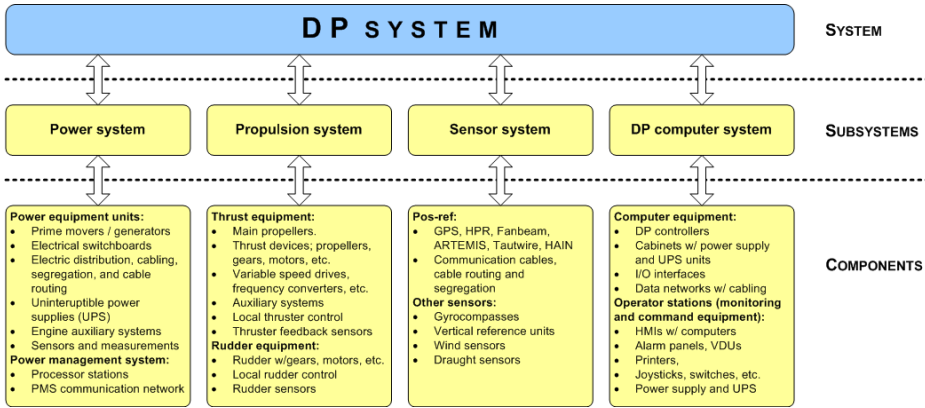 DP SYSTEM
SYSTEM
Power system
Propulsion system
Sensor system
DP computer system
SUBSYSTEMS
Power equipment units:
• Prime movers / generators
• Electrical switchboards
• Electric distribution, cabling,
segregation, and cable
routing
• Uninteruptible power
supplies (UPS)
• Engine auxiliary systems
• Sensors and measurements
Power management system:
• Processor stations
• PMS communication network
Thrust equipment:
• Main propellers.
• Thrust devices; propellers,
gears, motors, etc.
• Variable speed drives,
frequency converters, etc.
• Auxiliary systems
• Local thruster control
• Thruster feedback sensors
Rudder equipment:
• Rudder w/gears, motors, etc.
• Local rudder control
• Rudder sensors
Pos-ref:
• GPS, HPR, Fanbeam,
ARTEMIS, Tautwire, HAIN
• Communication cables,
cable routing and
segregation
Other sensors:
• Gyrocompasses
• Vertical reference units
• Wind sensors
• Draught sensors
Computer equipment:
• DP controllers
• Cabinets w/ power supply
and UPS units
• I/O interfaces
• Data networks w/ cabling
Operator stations (monitoring
and command equipment):
• HMIs w/ computers
• Alarm panels, VDUs
• Printers,
• Joysticks, switches, etc.
• Power supply and UPS
COMPONENTS